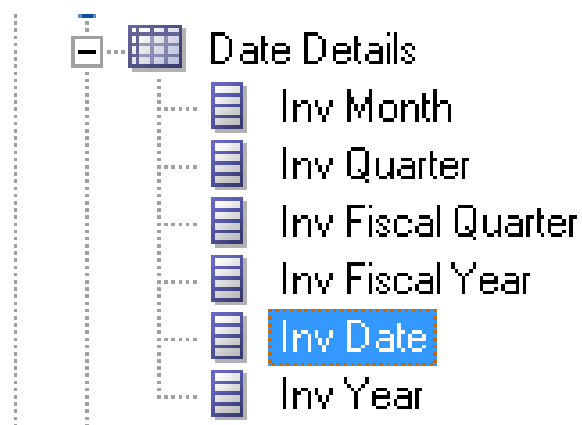 Date Details
Inv Month
Inv Quarter
Inv Fiscal Quarter
Inv Fiscal Year
Inv Date
Inv Year